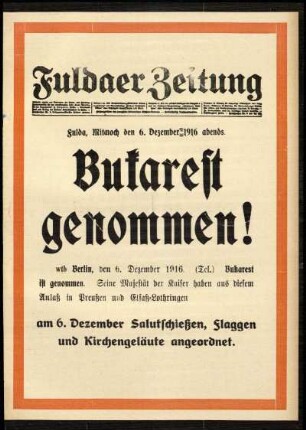 Fuldaer Zeitung
Fulda, Mittwoch den 6. Dezember 1916 abends.
Bukarest
genommen!
wtb Berlin, den 6. Dezember 1916. (Tel.) Bukarest
ist genommen. Seine Majestät der Kaiser haben aus diesem
Anlaß in Preußen und Elsaß-Lothringen
am 6. Dezember Salutschießen, Flaggen
und Kirchengeläute angeordnet.